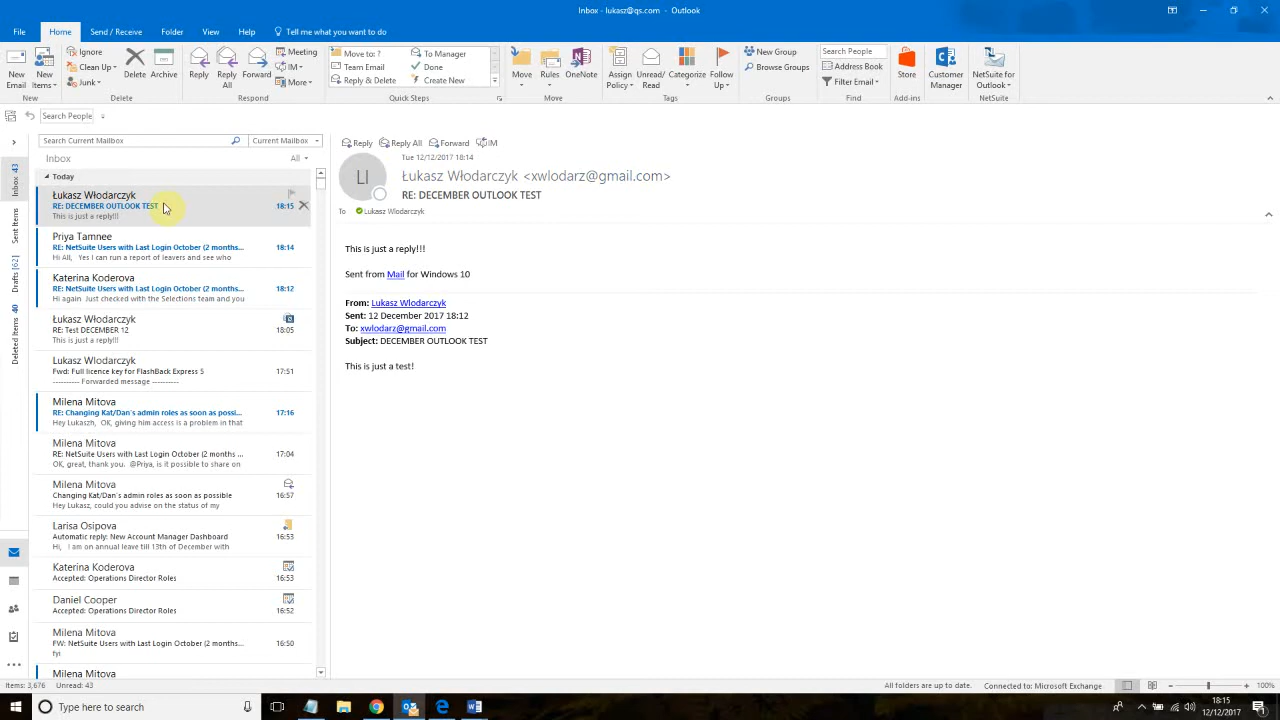 Inbox - lukasz@qs.com - Outlook
File Home Send / Receive Folder View Help Tell me what you want to do
New Email
New Items
New
Ignore
Clean Up
Junk
Delete
Archive
Delete
Reply
Reply All
Forward
Meeting
IM
More
Respond
Move to: ?
Team Email
Reply & Delete
To Manager
Done
Create New
Quick Steps
Move
Rules
OneNote
Move
Assign Policy
Unread/ Read
Categorize
Follow Up
Tags
New Group
Browse Groups
Groups
Search People
Address Book
Filter Email
Find
Store
Add-ins
Customer Manager
NetSuite for Outlook
NetSuite
Search People
Search Current Mailbox Current Mailbox
Inbox All
Today
Łukasz Włodarczyk
RE: DECEMBER OUTLOOK TEST 18:15
This is just a reply!!!
Priya Tamnee
RE: NetSuite Users with Last Login October (2 months... 18:14
Hi All, Yes I can run a report of leavers and see who
Katerina Koderova
RE: NetSuite Users with Last Login October (2 months... 18:12
Hi again Just checked with the Selections team and you
Łukasz Włodarczyk
RE: Test DECEMBER 12 18:05
This is just a reply!!!
Lukasz Wlodarczyk
Fwd: Full licence key for FlashBack Express 5 17:51
---------- Forwarded message ----------
Milena Mitova
RE: Changing Kat/Dan's admin roles as soon as possi... 17:16
Hey Lukaszh, OK, giving him access is a problem in that
Milena Mitova
RE: NetSuite Users with Last Login October (2 months ... 17:04
OK, great, thank you. @Priya, is it possible to share on
Milena Mitova
Changing Kat/Dan's admin roles as soon as possible 16:57
Hey Lukasz, could you advise on the status of my
Larisa Osipova
Automatic reply: New Account Manager Dashboard 16:53
Hi, I am on annual leave till 13th of December with
Katerina Koderova
Accepted: Operations Director Roles 16:53
Daniel Cooper
Accepted: Operations Director Roles 16:52
Milena Mitova
FW: NetSuite Users with Last Login October (2 months... 16:50
fyi
Milena Mitova
Inbox 43
Sent Items
Drafts [62]
Deleted Items 40
Reply Reply All Forward IM
Tue 12/12/2017 18:14
LI
Łukasz Włodarczyk <xwlodarz@gmail.com>
RE: DECEMBER OUTLOOK TEST
To Lukasz Wlodarczyk
This is just a reply!!!
Sent from Mail for Windows 10
From: Lukasz Wlodarczyk
Sent: 12 December 2017 18:12
To: xwlodarz@gmail.com
Subject: DECEMBER OUTLOOK TEST
This is just a test!
Items: 3,676 Unread: 43 All folders are up to date. Connected to: Microsoft Exchange 100%
Type here to search
18:15
12/12/2017